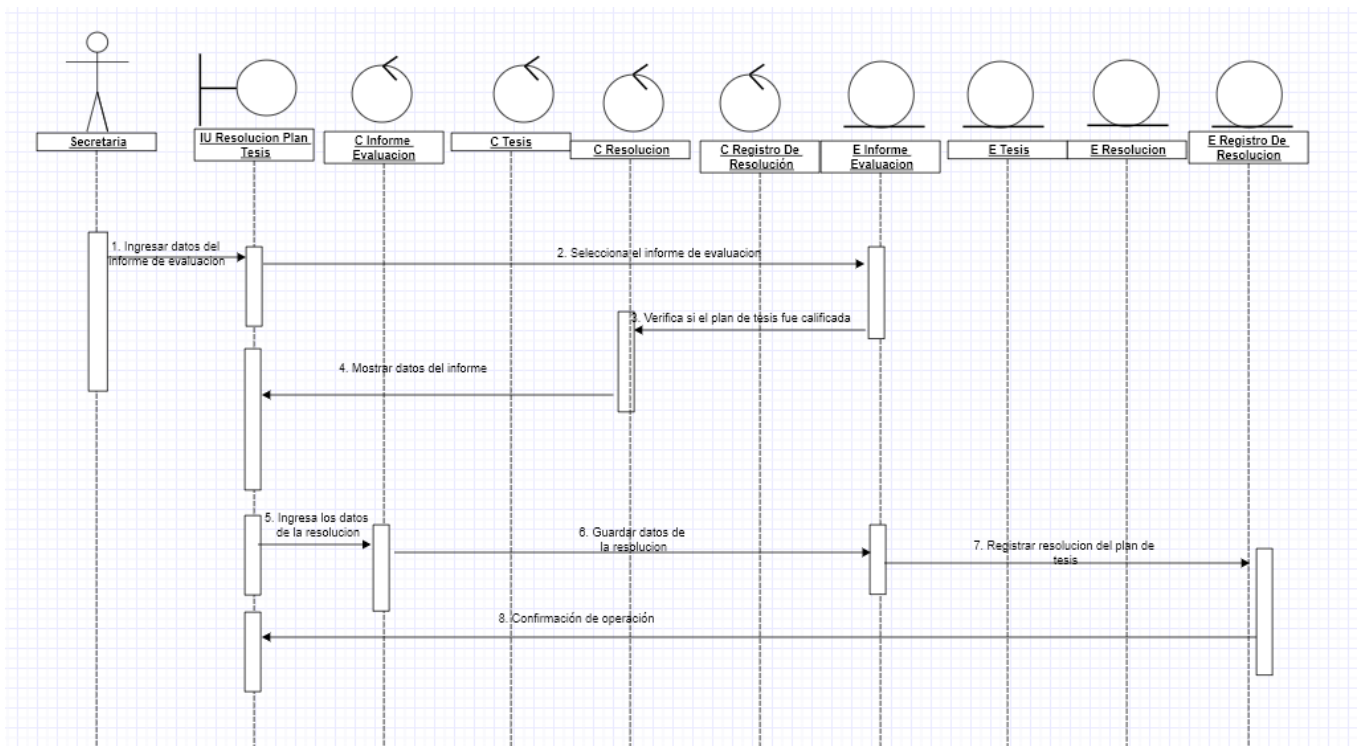 Secretaria
IU Resolucion Plan
Tesis
C Informe
Evaluacion
C Tesis
C Resolucion
C Registro De
Resolución
E Informe
Evaluacion
E Tesis
E Resolucion
E Registro De
Resolucion
1. Ingresar datos del
informe de evaluacion
2. Selecciona el informe de evaluacion
3. Verifica si el plan de tesis fue calificada
4. Mostrar datos del informe
5. Ingresa los datos
de la resolucion
6. Guardar datos de
la resolucion
7. Registrar resolucion del plan de
tesis
8. Confirmación de operación